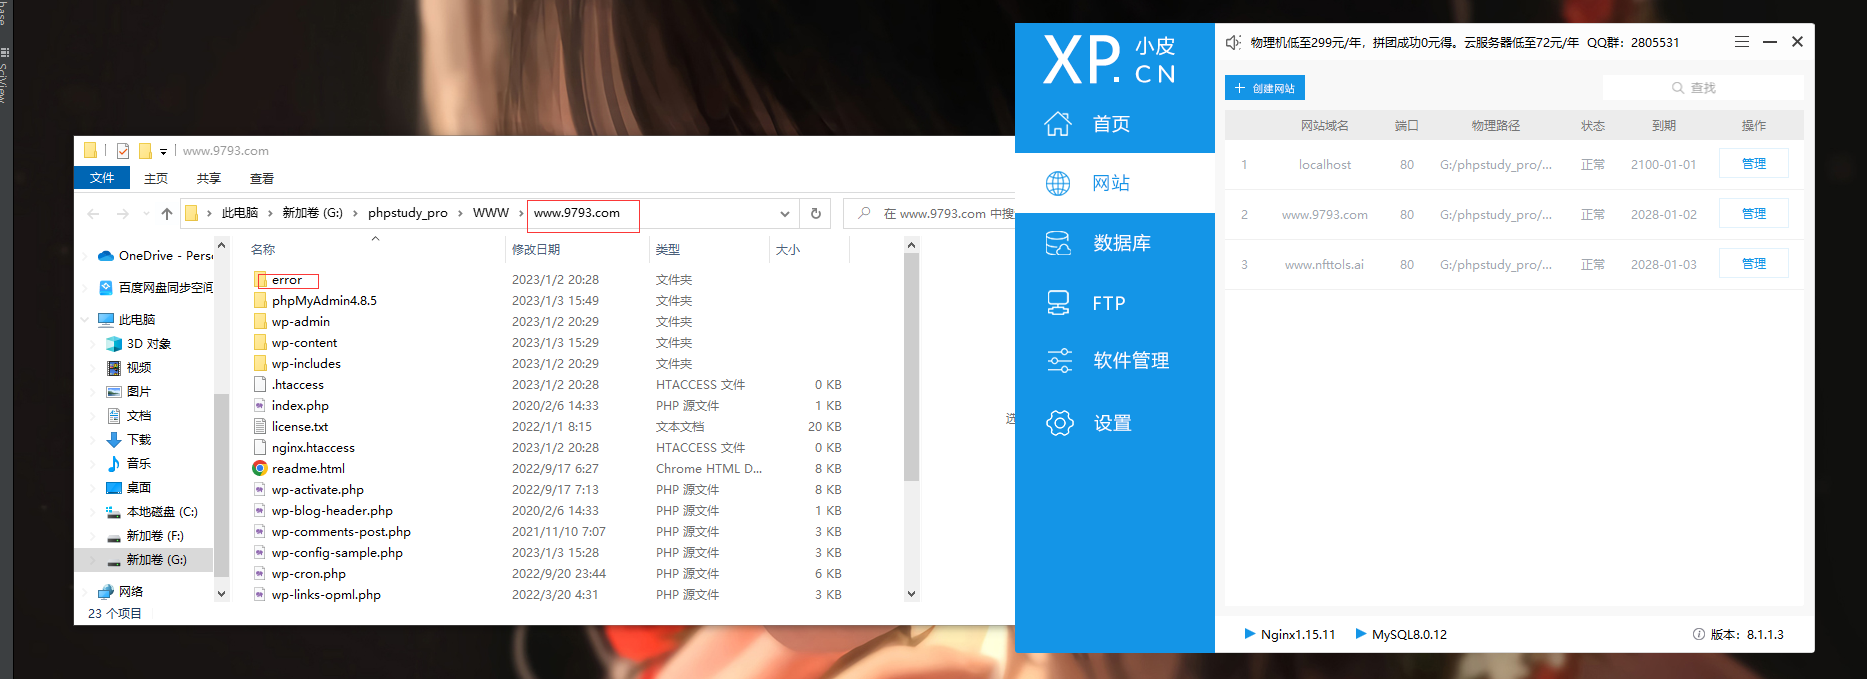 SciView
www.9793.com
文件 主页 共享 查看
此电脑 新加卷 (G:) phpstudy_pro WWW www.9793.com
在 www.9793.com 中搜
OneDrive - Pers
百度网盘同步空间
此电脑
3D 对象
视频
图片
文档
下载
音乐
桌面
本地磁盘 (C:)
新加卷 (F:)
新加卷 (G:)
网络
23 个项目
名称 修改日期 类型 大小
error 2023/1/2 20:28 文件夹
phpMyAdmin4.8.5 2023/1/3 15:49 文件夹
wp-admin 2023/1/2 20:29 文件夹
wp-content 2023/1/3 15:29 文件夹
wp-includes 2023/1/2 20:29 文件夹
.htaccess 2023/1/2 20:28 HTACCESS 文件 0 KB
index.php 2020/2/6 14:33 PHP 源文件 1 KB
license.txt 2022/1/1 8:15 文本文档 20 KB
nginx.htaccess 2023/1/2 20:28 HTACCESS 文件 0 KB
readme.html 2022/9/17 6:27 Chrome HTML D... 8 KB
wp-activate.php 2022/9/17 7:13 PHP 源文件 8 KB
wp-blog-header.php 2020/2/6 14:33 PHP 源文件 1 KB
wp-comments-post.php 2021/11/10 7:07 PHP 源文件 3 KB
wp-config-sample.php 2023/1/3 15:28 PHP 源文件 3 KB
wp-cron.php 2022/9/20 23:44 PHP 源文件 6 KB
wp-links-opml.php 2022/3/20 4:31 PHP 源文件 3 KB
选
XP.
小皮
CN
首页
网站
数据库
FTP
软件管理
设置
物理机低至299元/年，拼团成功0元得。云服务器低至72元/年 QQ群：2805531
创建网站
查找
网站域名 端口 物理路径 状态 到期 操作
1 localhost 80 G:/phpstudy_pro/... 正常 2100-01-01 管理
2 www.9793.com 80 G:/phpstudy_pro/... 正常 2028-01-02 管理
3 www.nfttols.ai 80 G:/phpstudy_pro/... 正常 2028-01-03 管理
Nginx1.15.11 MySQL8.0.12
版本：8.1.1.3